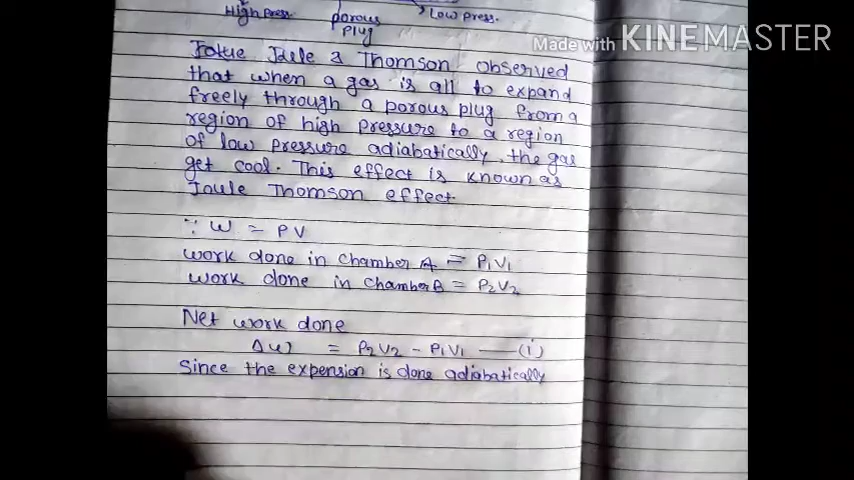 High Press. porous Low Press.
plug
Made with KINEMASTER
Joule Jaule & Thomson observed
that when a gas is all to expand
freely through a porous plug from a
region of high pressure to a region
of low pressure adiabatically, the gas
get cool. This effect is known as
Joule Thomson effect.
∵ W = PV
work done in chamber A = P₁V₁
work done in chamber B = P₂V₂
Net work done
Δω = P₂V₂ - P₁V₁ —(i)
Since the expension is done adiabatically